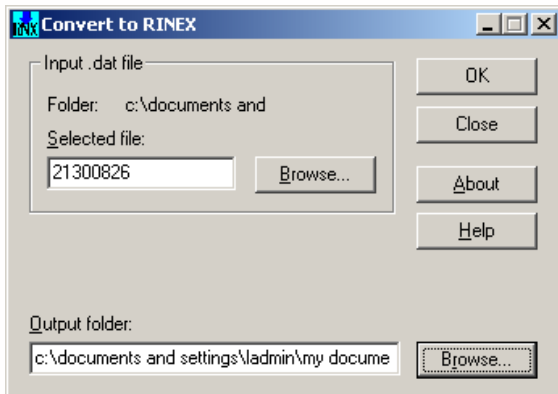 RINX Convert to RINEX
Input .dat file
OK
Folder: c:\documents and
Close
Selected file:
21300826 Browse...
About
Help
Output folder:
c:\documents and settings\ladmin\my docume Browse...